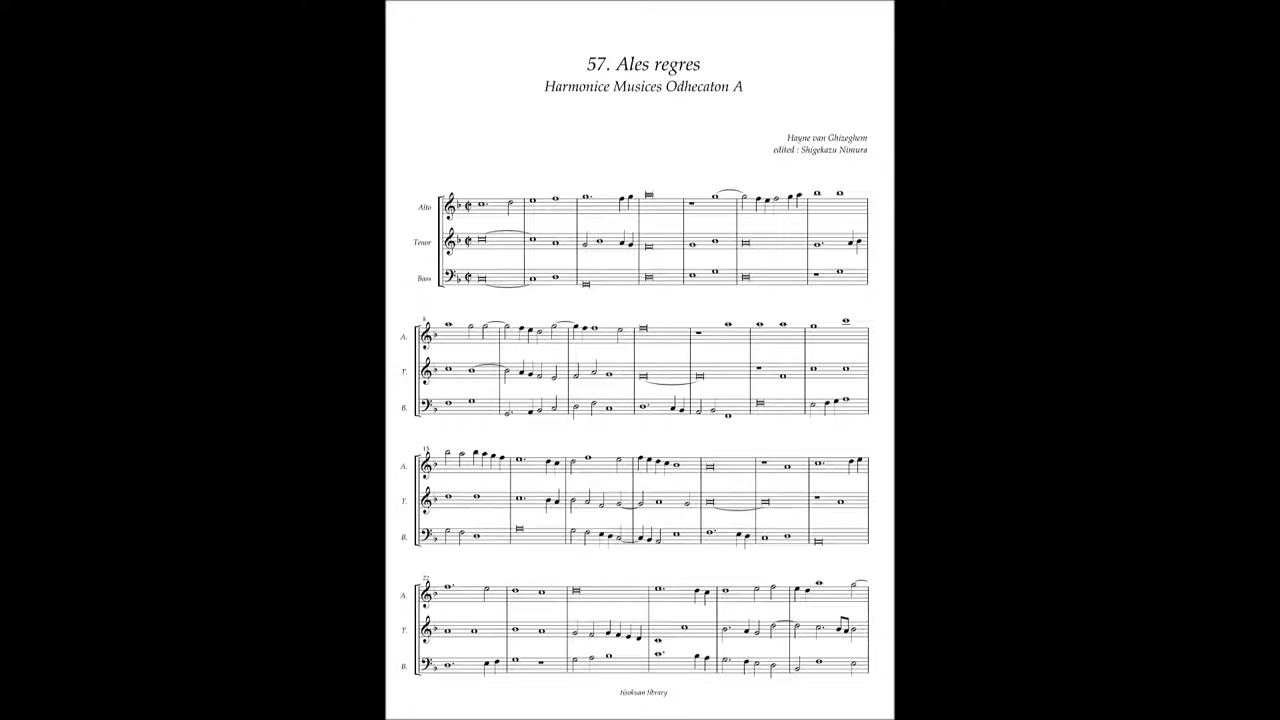 57. Ales regres
Harmonice Musices Odhecaton A
Hayne van Ghizeghem
edited : Shigekazu Nimura
Alto
Tenor
Bass
8
A.
T.
B.
15
A.
T.
B.
22
A.
T.
B.
tisokuan library